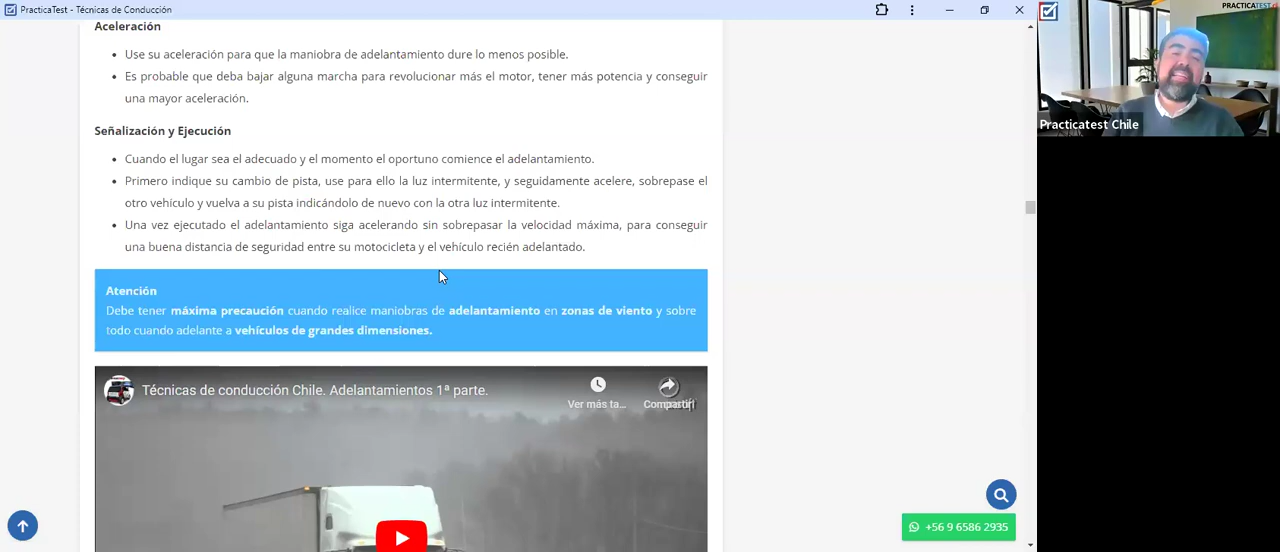 PracticaTest - Técnicas de Conducción
PRACTICATEST
Aceleración
Use su aceleración para que la maniobra de adelantamiento dure lo menos posible.
Es probable que deba bajar alguna marcha para revolucionar más el motor, tener más potencia y conseguir
una mayor aceleración.
Practicatest Chile
Señalización y Ejecución
Cuando el lugar sea el adecuado y el momento el oportuno comience el adelantamiento.
Primero indique su cambio de pista, use para ello la luz intermitente, y seguidamente acelere, sobrepase el
otro vehículo y vuelva a su pista indicándolo de nuevo con la otra luz intermitente.
Una vez ejecutado el adelantamiento siga acelerando sin sobrepasar la velocidad máxima, para conseguir
una buena distancia de seguridad entre su motocicleta y el vehículo recién adelantado.
Atención
Debe tener máxima precaución cuando realice maniobras de adelantamiento en zonas de viento y sobre
todo cuando adelante a vehículos de grandes dimensiones.
Técnicas de conducción Chile. Adelantamientos 1ª parte.
Ver más ta...
Compartir
+56 9 6586 2935